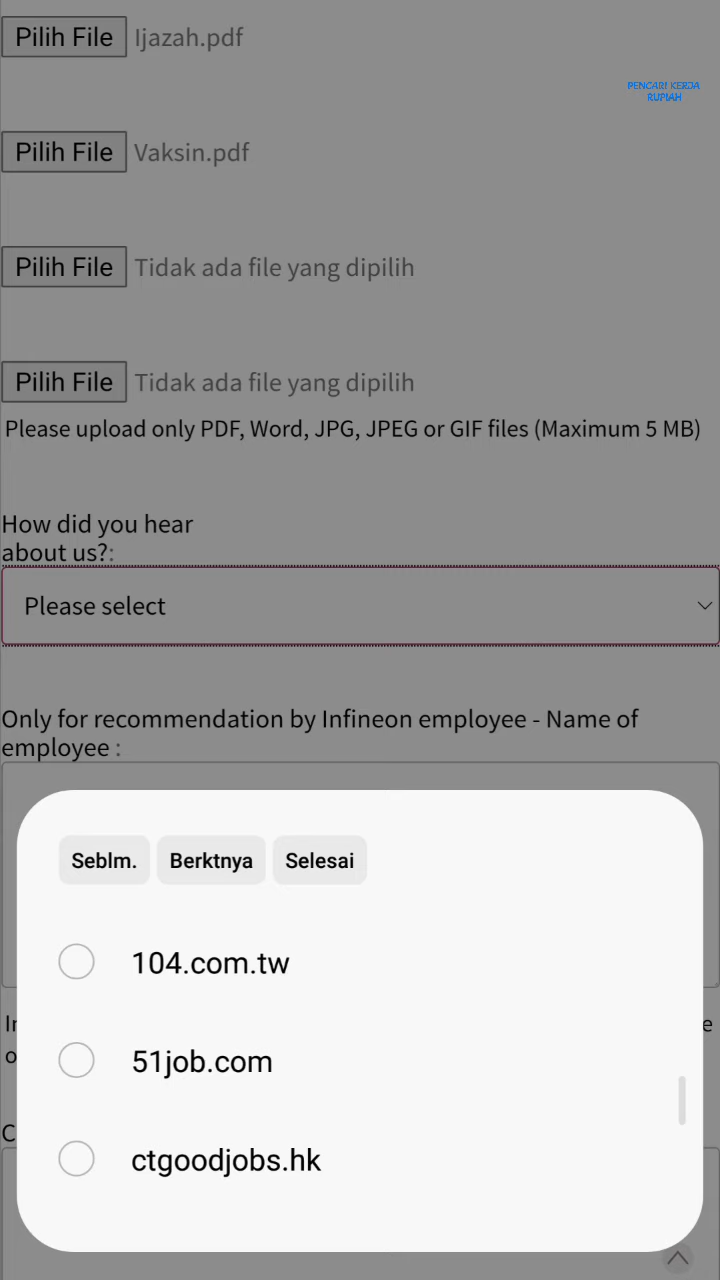 Pilih File Ijazah.pdf
PENCARI KERJA
RUPIAH
Pilih File Vaksin.pdf
Pilih File Tidak ada file yang dipilih
Pilih File Tidak ada file yang dipilih
Please upload only PDF, Word, JPG, JPEG or GIF files (Maximum 5 MB)
How did you hear
about us?:
Please select
Only for recommendation by Infineon employee - Name of
employee :
Seblm. Berktnya Selesai
104.com.tw
51job.com
ctgoodjobs.hk